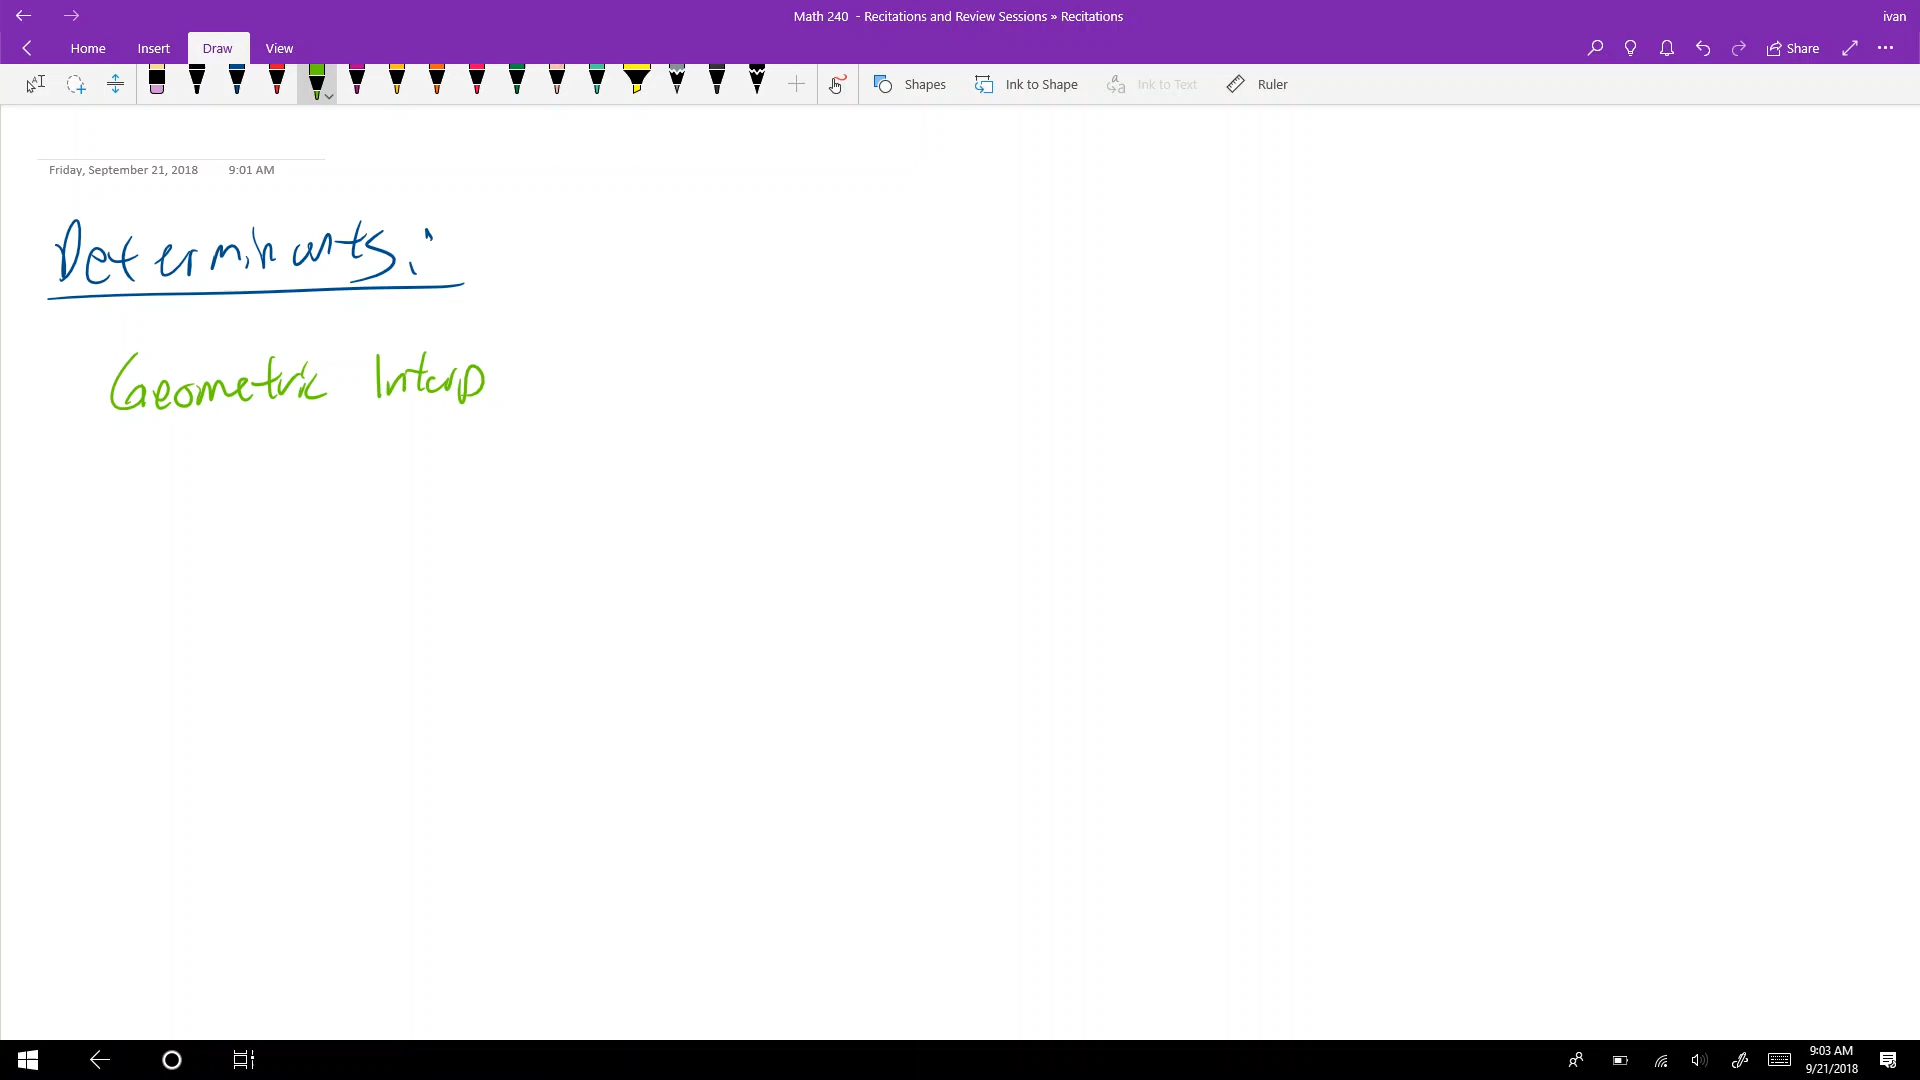 Math 240 - Recitations and Review Sessions » Recitations
ivan
Home Insert Draw View
Share
Shapes Ink to Shape Ink to Text Ruler
Friday, September 21, 2018 9:01 AM
Determinants:
Geometric Interp
9:03 AM
9/21/2018